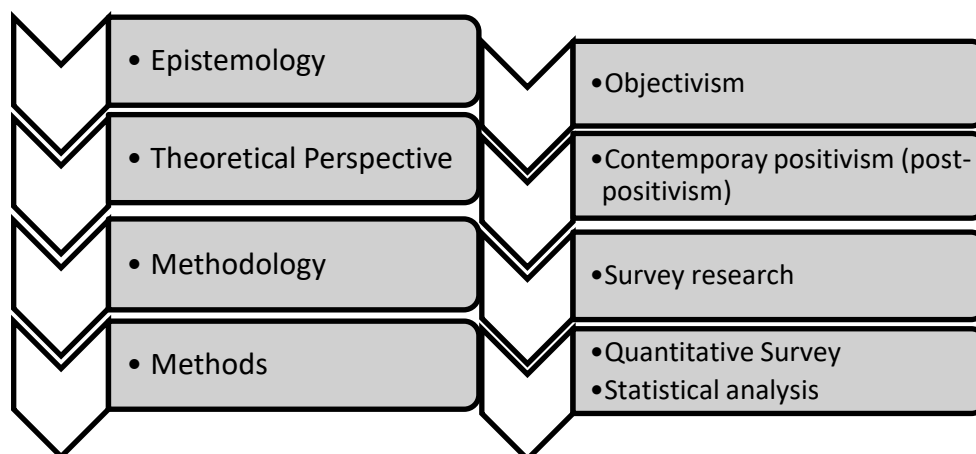 • Epistemology
• Theoretical Perspective
• Methodology
• Methods
•Objectivism
•Contemporay positivism (post-
positivism)
•Survey research
•Quantitative Survey
•Statistical analysis